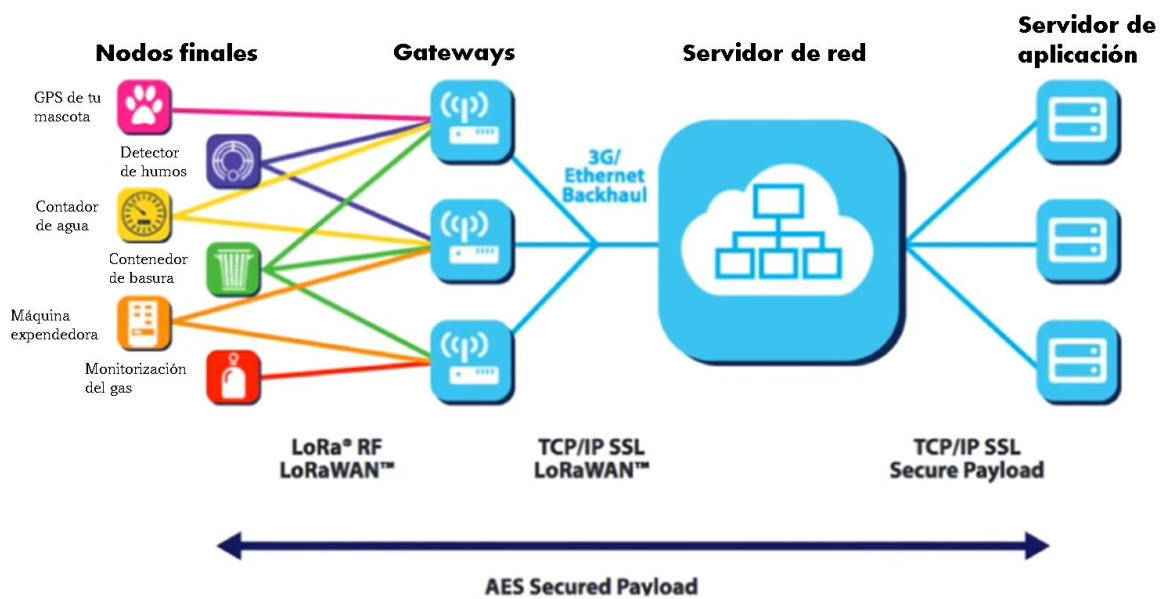 Nodos finales
Gateways
Servidor de red
Servidor de
aplicación
GPS de tu
mascota
Detector
de humos
Contador
de agua
Contenedor
de basura
Máquina
expendedora
Monitorización
del gas
3G/
Ethernet
Backhaul
LoRa® RF
LoRaWAN™
TCP/IP SSL
LoRaWAN™
TCP/IP SSL
Secure Payload
AES Secured Payload